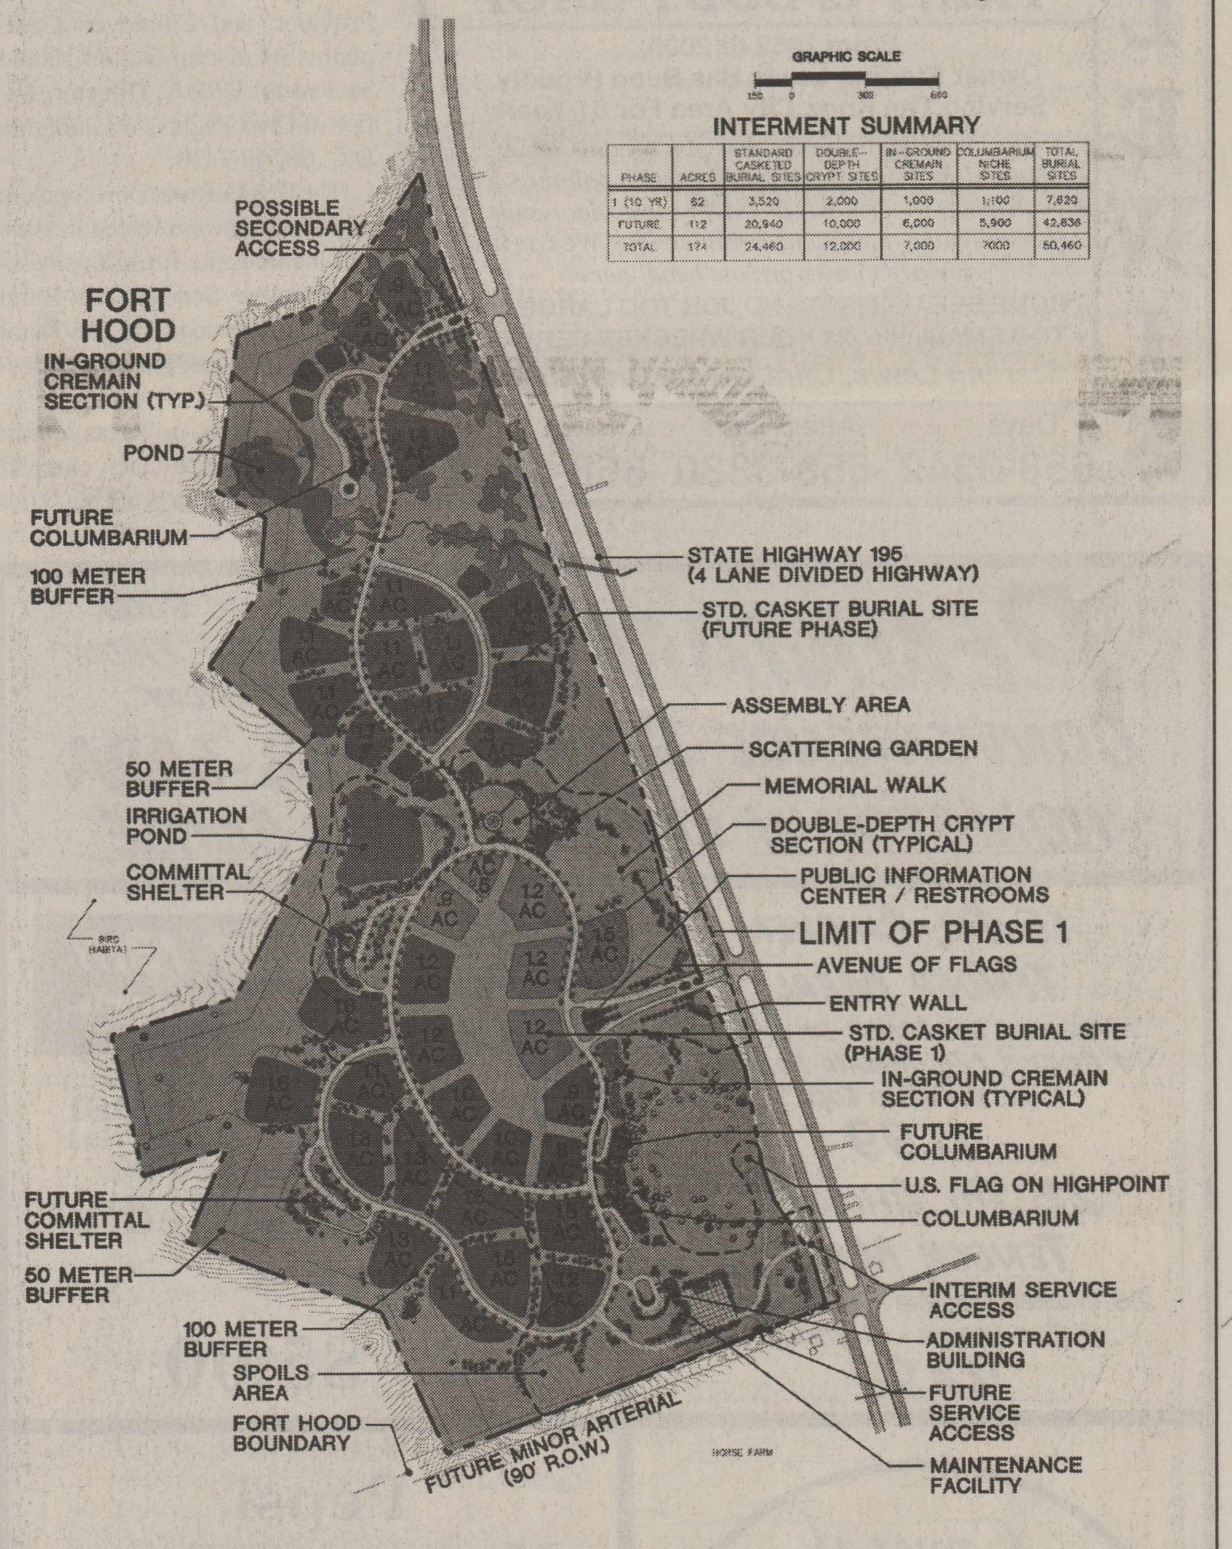 GRAPHIC SCALE
150 0 300 600
INTERMENT SUMMARY
PHASE ACRES STANDARD CASKETED BURIAL SITES DOUBLE-DEPTH CRYPT SITES IN-GROUND CREMAIN SITES COLUMBARIUM NICHE SITES TOTAL BURIAL SITES
1 (10 YR) 62 3,520 2,000 1,000 1,100 7,620
FUTURE 112 20,940 10,000 6,000 5,900
TOTAL 174 24,460 12,000 7,000 7000 50,460
POSSIBLE
SECONDARY
ACCESS
FORT
HOOD
IN-GROUND
CREMAIN
SECTION (TYP.)
POND
FUTURE
COLUMBARIUM
100 METER
BUFFER
50 METER
BUFFER
IRRIGATION
POND
COMMITTAL
SHELTER
BIRD
HABITAT
FUTURE
COMMITTAL
SHELTER
50 METER
BUFFER
100 METER
BUFFER
SPOILS
AREA
FORT HOOD
BOUNDARY
FUTURE MINOR ARTERIAL
(90' R.O.W.)
HORSE FARM
STATE HIGHWAY 195
(4 LANE DIVIDED HIGHWAY)
STD. CASKET BURIAL SITE
(FUTURE PHASE)
ASSEMBLY AREA
SCATTERING GARDEN
MEMORIAL WALK
DOUBLE-DEPTH CRYPT
SECTION (TYPICAL)
PUBLIC INFORMATION
CENTER / RESTROOMS
LIMIT OF PHASE 1
AVENUE OF FLAGS
ENTRY WALL
STD. CASKET BURIAL SITE
(PHASE 1)
IN-GROUND CREMAIN
SECTION (TYPICAL)
FUTURE
COLUMBARIUM
U.S. FLAG ON HIGHPOINT
COLUMBARIUM
INTERIM SERVICE
ACCESS
ADMINISTRATION
BUILDING
FUTURE
SERVICE
ACCESS
MAINTENANCE
FACILITY